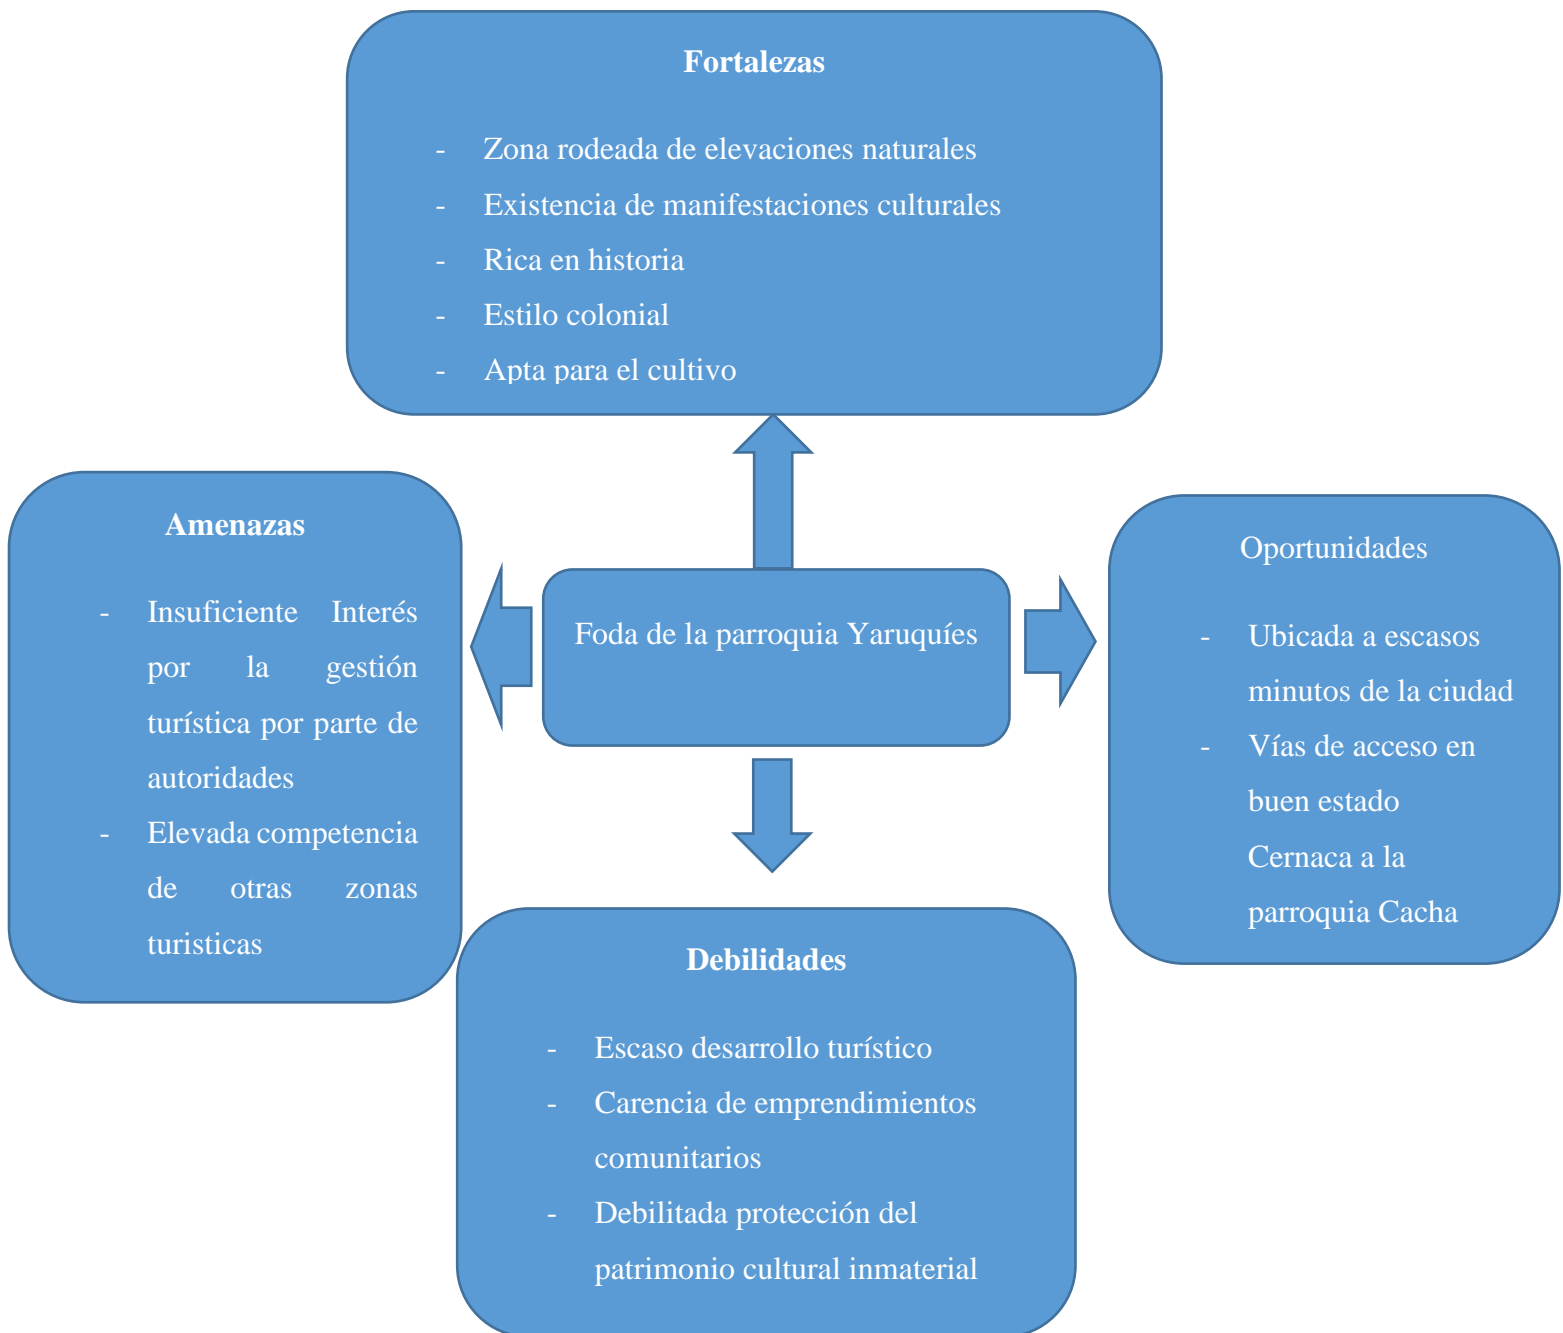 Fortalezas
- Zona rodeada de elevaciones naturales
- Existencia de manifestaciones culturales
- Rica en historia
- Estilo colonial
- Apta para el cultivo
Amenazas
- Insuficiente Interés
por la gestión
turística por parte de
autoridades
- Elevada competencia
de otras zonas
turisticas
Foda de la parroquia Yaruquíes
Oportunidades
- Ubicada a escasos
minutos de la ciudad
- Vías de acceso en
buen estado
Cernaca a la
parroquia Cacha
Debilidades
- Escaso desarrollo turístico
- Carencia de emprendimientos
comunitarios
- Debilitada protección del
patrimonio cultural inmaterial